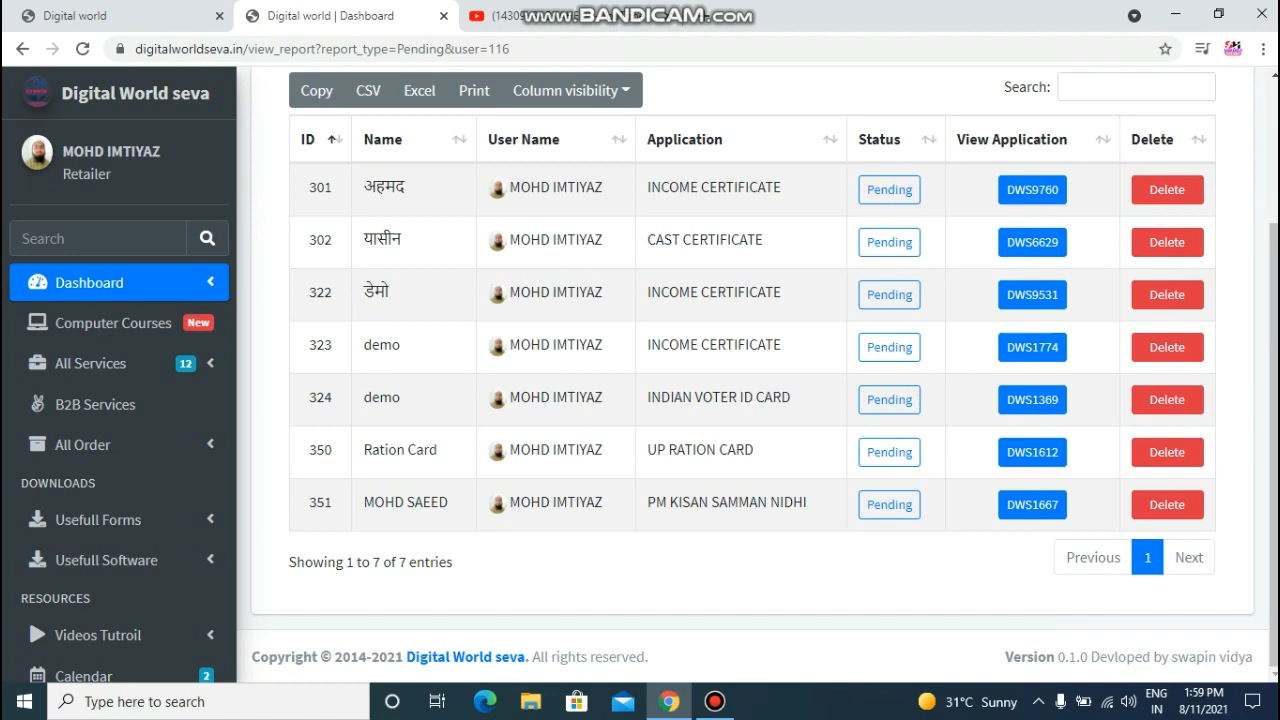 Digital world
Digital world | Dashboard
www.BANDICAM.com
digitalworldseva.in/view_report?report_type=Pending&user=116
Digital World seva
MOHD IMTIYAZ
Retailer
Search
Dashboard
Computer Courses New
All Services 12
B2B Services
All Order
DOWNLOADS
Usefull Forms
Usefull Software
RESOURCES
Videos Tutroil
Calendar 2
Copy CSV Excel Print Column visibility
Search:
ID Name User Name Application Status View Application Delete
301 अहमद MOHD IMTIYAZ INCOME CERTIFICATE Pending DWS9760 Delete
302 यासीन MOHD IMTIYAZ CAST CERTIFICATE Pending DWS6629 Delete
322 डेमो MOHD IMTIYAZ INCOME CERTIFICATE Pending DWS9531 Delete
323 demo MOHD IMTIYAZ INCOME CERTIFICATE Pending DWS1774 Delete
324 demo MOHD IMTIYAZ INDIAN VOTER ID CARD Pending DWS1369 Delete
350 Ration Card MOHD IMTIYAZ UP RATION CARD Pending DWS1612 Delete
351 MOHD SAEED MOHD IMTIYAZ PM KISAN SAMMAN NIDHI Pending DWS1667 Delete
Showing 1 to 7 of 7 entries
Previous 1 Next
Copyright © 2014-2021 Digital World seva. All rights reserved.
Version 0.1.0 Devloped by swapin vidya
Type here to search
31°C Sunny
ENG
IN
1:59 PM
8/11/2021